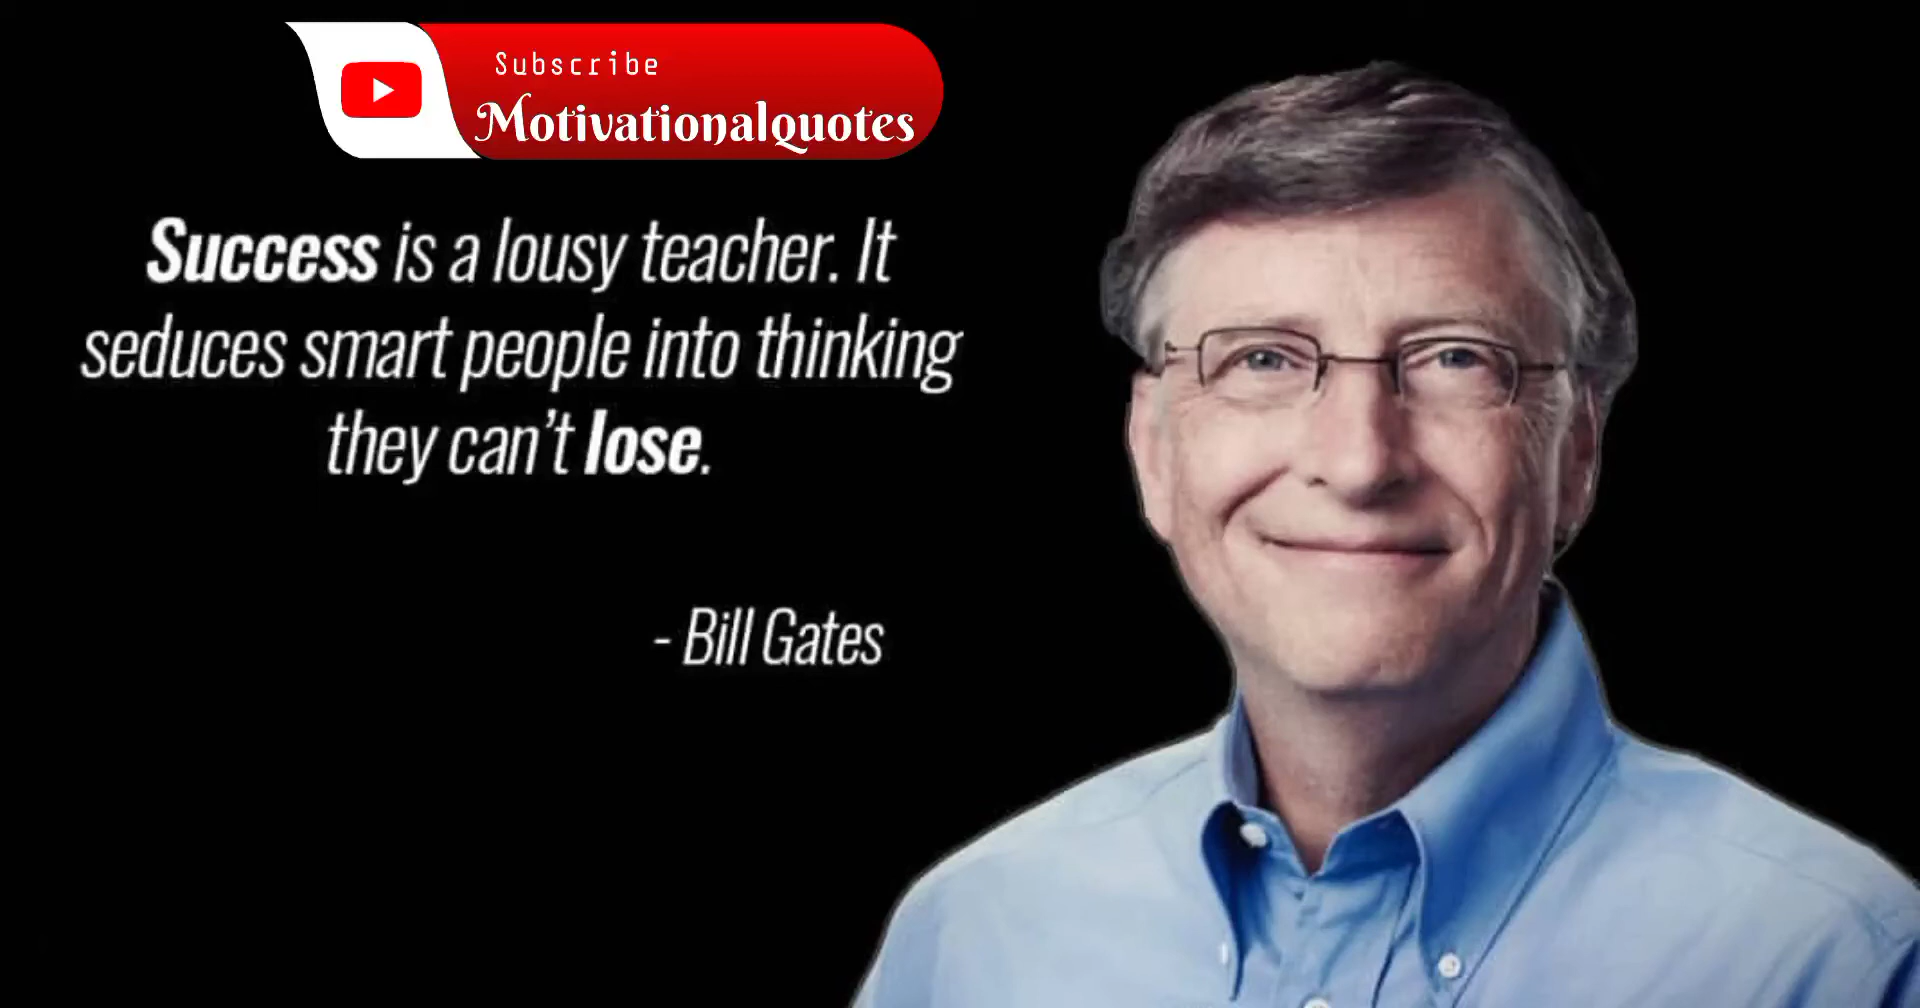 Subscribe
Motivationalquotes
Success is a lousy teacher. It
seduces smart people into thinking
they can't lose.
- Bill Gates